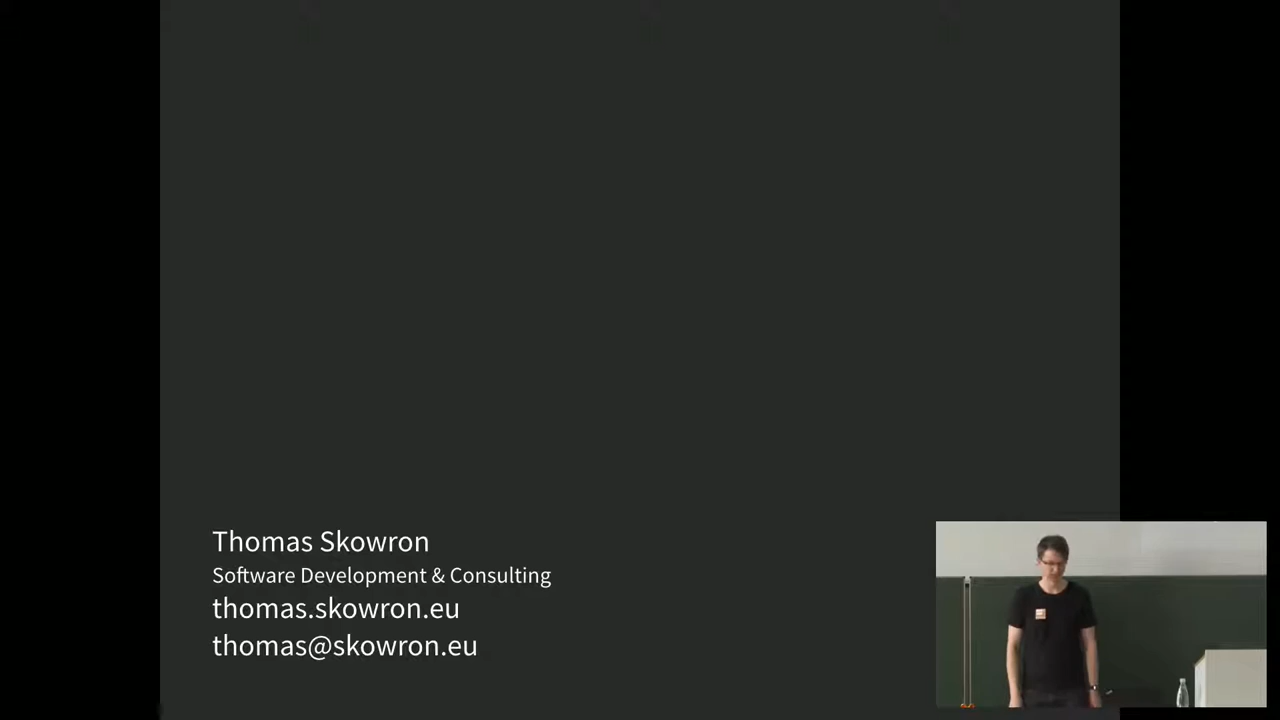 Thomas Skowron
Software Development & Consulting
thomas.skowron.eu
thomas@skowron.eu